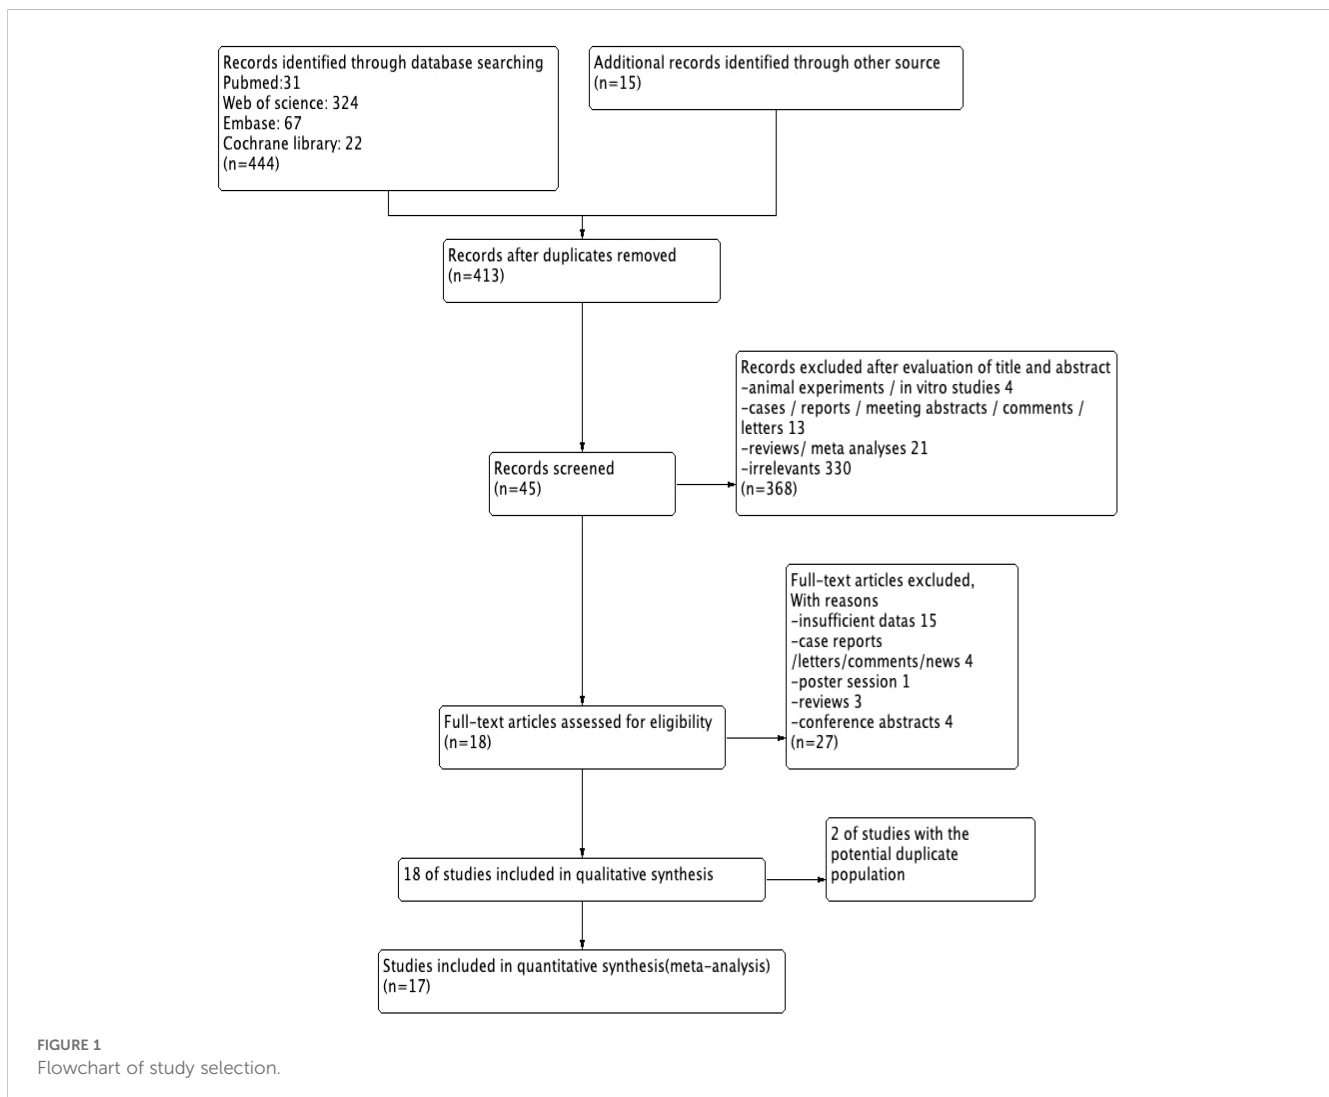 Records identified through database searching
Pubmed:31
Web of science: 324
Embase: 67
Cochrane library: 22
(n=444)
Additional records identified through other source
(n=15)
Records after duplicates removed
(n=413)
Records excluded after evaluation of title and abstract
-animal experiments / in vitro studies 4
-cases / reports / meeting abstracts / comments /
letters 13
-reviews/ meta analyses 21
-irrelevants 330
(n=368)
Records screened
(n=45)
Full-text articles excluded,
With reasons
-insufficient datas 15
-case reports
/letters/comments/news 4
-poster session 1
-reviews 3
-conference abstracts 4
(n=27)
Full-text articles assessed for eligibility
(n=18)
2 of studies with the
potential duplicate
population
18 of studies included in qualitative synthesis
Studies included in quantitative synthesis(meta-analysis)
(n=17)
FIGURE 1
Flowchart of study selection.